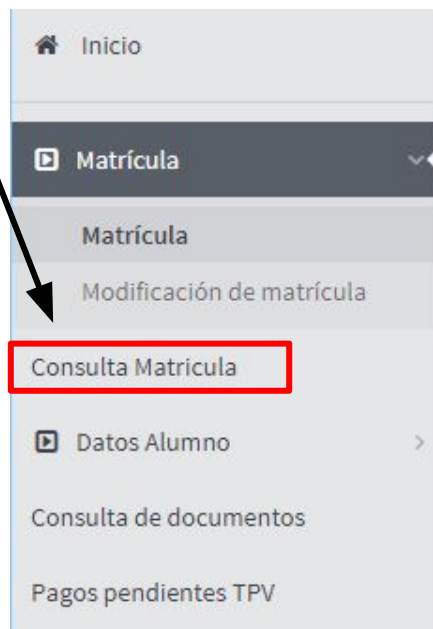 Inicio
Matrícula
Matrícula
Modificación de matrícula
Consulta Matricula
Datos Alumno
Consulta de documentos
Pagos pendientes TPV